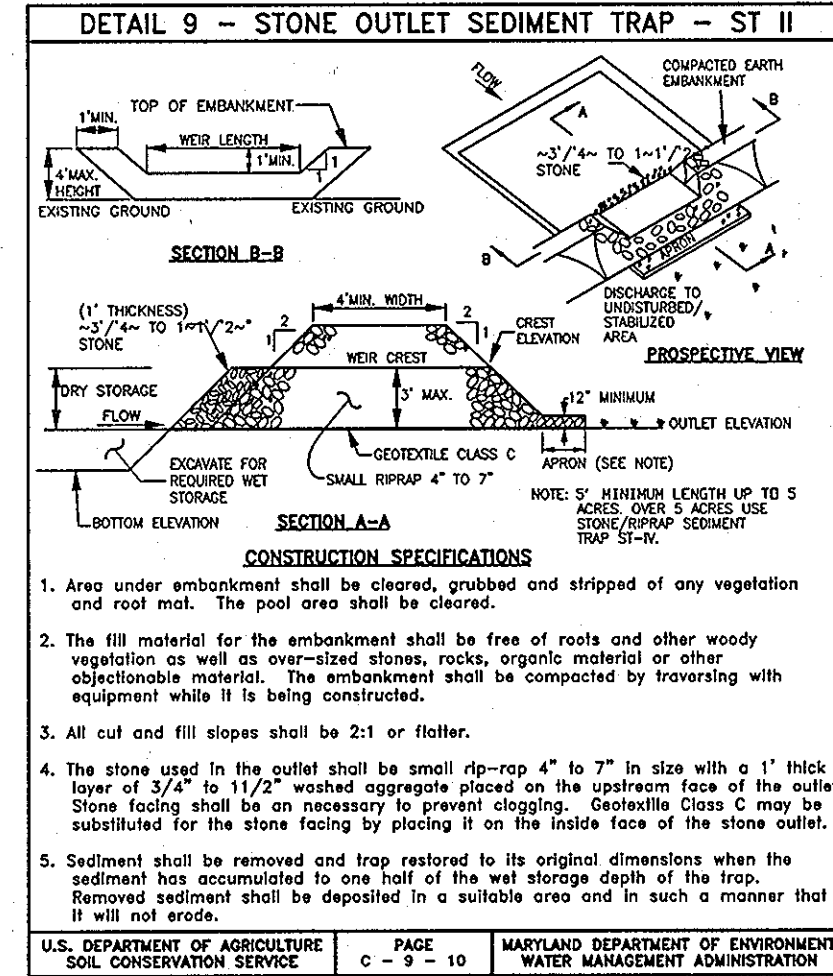 DETAIL 9 – STONE OUTLET SEDIMENT TRAP – ST II
1'MIN.
TOP OF EMBANKMENT
WEIR LENGTH
1'MIN.
1
1
4'MAX.
HEIGHT
EXISTING GROUND
EXISTING GROUND
SECTION B–B
FLOW
COMPACTED EARTH
EMBANKMENT
A
B
~3'/'4~ TO 1~1'/'2
STONE
B
APRON
A
DISCHARGE TO
UNDISTURBED/
STABILIZED
AREA
PROSPECTIVE VIEW
(1' THICKNESS)
~3'/'4~ TO 1~1'/'2~"
STONE
2
1
4'MIN. WIDTH
2
1
CREST
ELEVATION
WEIR CREST
DRY STORAGE
3' MAX.
12" MINIMUM
FLOW
OUTLET ELEVATION
EXCAVATE FOR
REQUIRED WET
STORAGE
GEOTEXTILE CLASS C
SMALL RIPRAP 4" TO 7"
APRON (SEE NOTE)
BOTTOM ELEVATION
SECTION A–A
NOTE: 5' MINIMUM LENGTH UP TO 5
ACRES. OVER 5 ACRES USE
STONE/RIPRAP SEDIMENT
TRAP ST-IV.
CONSTRUCTION SPECIFICATIONS
1. Area under embankment shall be cleared, grubbed and stripped of any vegetation
and root mat. The pool area shall be cleared.
2. The fill material for the embankment shall be free of roots and other woody
vegetation as well as over-sized stones, rocks, organic material or other
objectionable material. The embankment shall be compacted by traversing with
equipment while it is being constructed.
3. All cut and fill slopes shall be 2:1 or flatter.
4. The stone used in the outlet shall be small rip-rap 4" to 7" in size with a 1' thick
layer of 3/4" to 11/2" washed aggregate placed on the upstream face of the outlet
Stone facing shall be an necessary to prevent clogging. Geotextile Class C may be
substituted for the stone facing by placing it on the inside face of the stone outlet.
5. Sediment shall be removed and trap restored to its original dimensions when the
sediment has accumulated to one half of the wet storage depth of the trap.
Removed sediment shall be deposited in a suitable area and in such a manner that
it will not erode.
U.S. DEPARTMENT OF AGRICULTURE
SOIL CONSERVATION SERVICE
PAGE
C – 9 – 10
MARYLAND DEPARTMENT OF ENVIRONMENT
WATER MANAGEMENT ADMINISTRATION